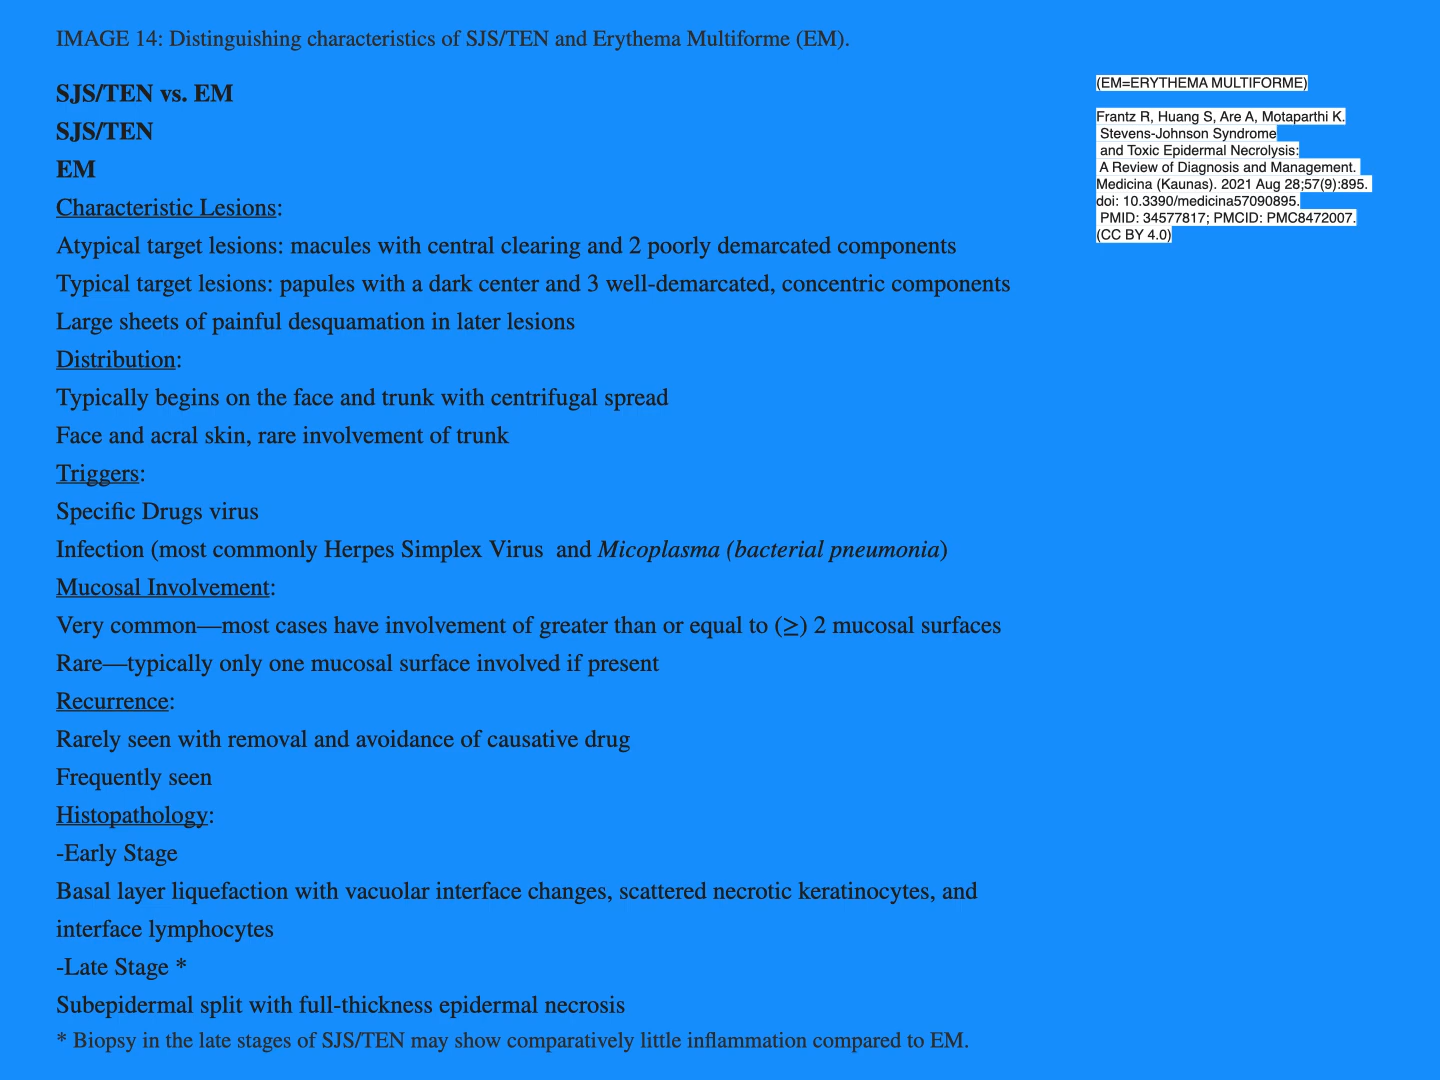 IMAGE 14: Distinguishing characteristics of SJS/TEN and Erythema Multiforme (EM).
SJS/TEN vs. EM
SJS/TEN
EM
Characteristic Lesions:
Atypical target lesions: macules with central clearing and 2 poorly demarcated components
Typical target lesions: papules with a dark center and 3 well-demarcated, concentric components
Large sheets of painful desquamation in later lesions
Distribution:
Typically begins on the face and trunk with centrifugal spread
Face and acral skin, rare involvement of trunk
Triggers:
Specific Drugs virus
Infection (most commonly Herpes Simplex Virus  and Micoplasma (bacterial pneumonia)
Mucosal Involvement:
Very common—most cases have involvement of greater than or equal to (≥) 2 mucosal surfaces
Rare—typically only one mucosal surface involved if present
Recurrence:
Rarely seen with removal and avoidance of causative drug
Frequently seen
Histopathology:
-Early Stage
Basal layer liquefaction with vacuolar interface changes, scattered necrotic keratinocytes, and
interface lymphocytes
-Late Stage *
Subepidermal split with full-thickness epidermal necrosis
* Biopsy in the late stages of SJS/TEN may show comparatively little inflammation compared to EM.
(EM=ERYTHEMA MULTIFORME)
Frantz R, Huang S, Are A, Motaparthi K.
Stevens-Johnson Syndrome
and Toxic Epidermal Necrolysis:
A Review of Diagnosis and Management.
Medicina (Kaunas). 2021 Aug 28;57(9):895.
doi: 10.3390/medicina57090895.
PMID: 34577817; PMCID: PMC8472007.
(CC BY 4.0)